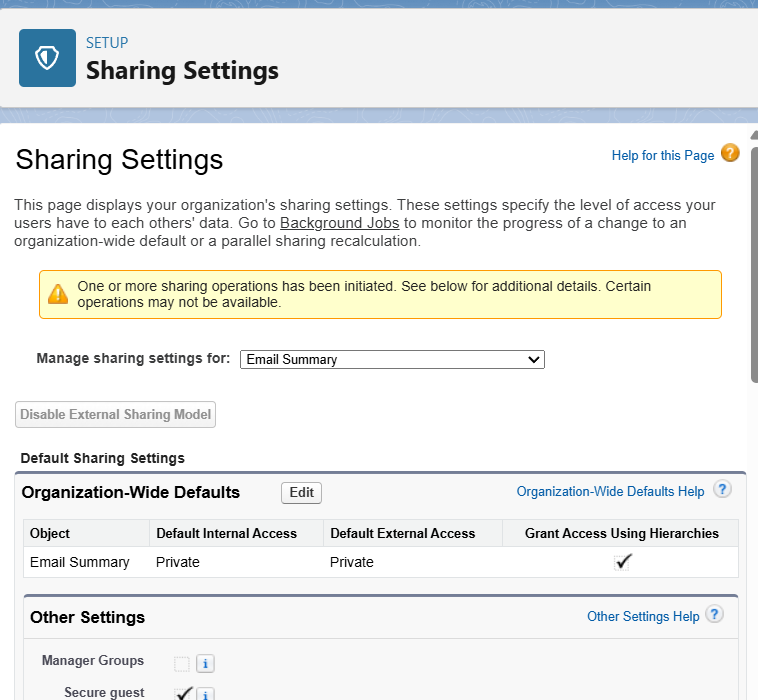 SETUP
Sharing Settings
Sharing Settings
Help for this Page ?
This page displays your organization's sharing settings. These settings specify the level of access your
users have to each others' data. Go to Background Jobs to monitor the progress of a change to an
organization-wide default or a parallel sharing recalculation.
One or more sharing operations has been initiated. See below for additional details. Certain
operations may not be available.
Manage sharing settings for: Email Summary
Disable External Sharing Model
Default Sharing Settings
Organization-Wide Defaults Edit Organization-Wide Defaults Help ?
Object Default Internal Access Default External Access Grant Access Using Hierarchies
Email Summary Private Private
Other Settings Other Settings Help ?
Manager Groups i
Secure guest i